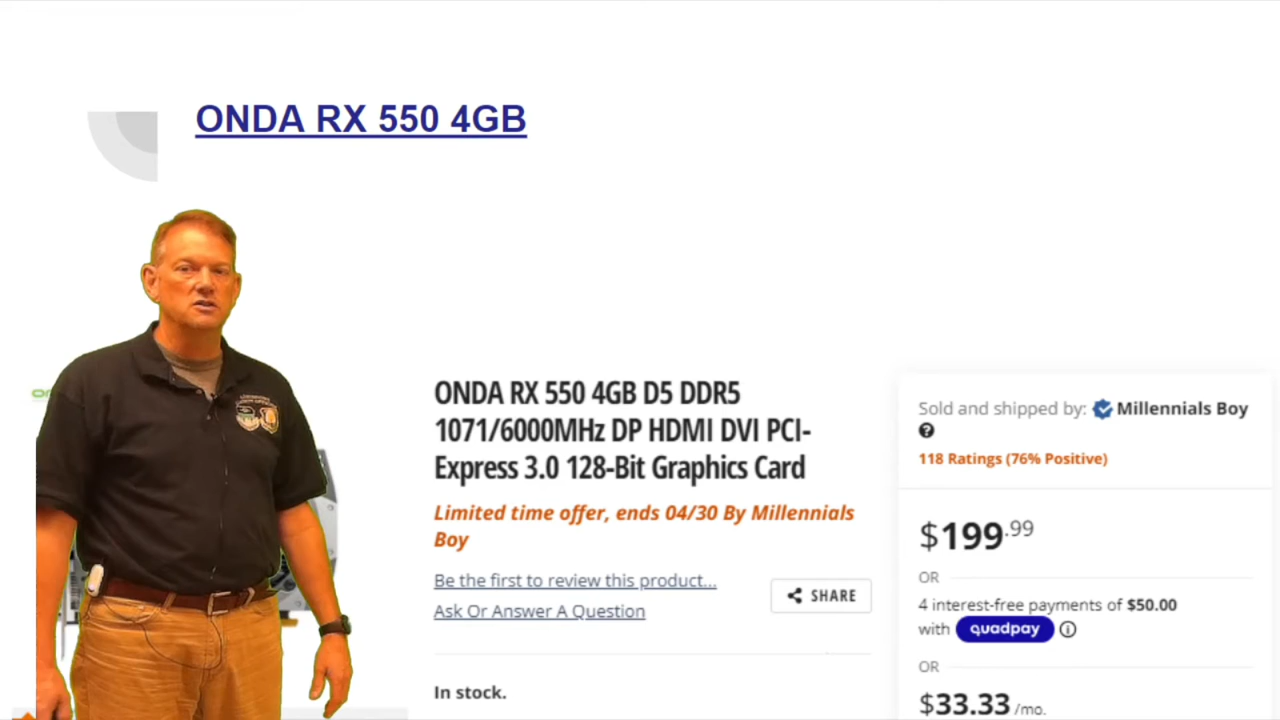 ONDA RX 550 4GB
ONDA RX 550 4GB D5 DDR5
1071/6000MHz DP HDMI DVI PCI-
Express 3.0 128-Bit Graphics Card
Limited time offer, ends 04/30 By Millennials
Boy
Be the first to review this product...
SHARE
Ask Or Answer A Question
In stock.
Sold and shipped by: Millennials Boy
?
118 Ratings (76% Positive)
$199.99
OR
4 interest-free payments of $50.00
with quadpay
OR
$33.33/mo.